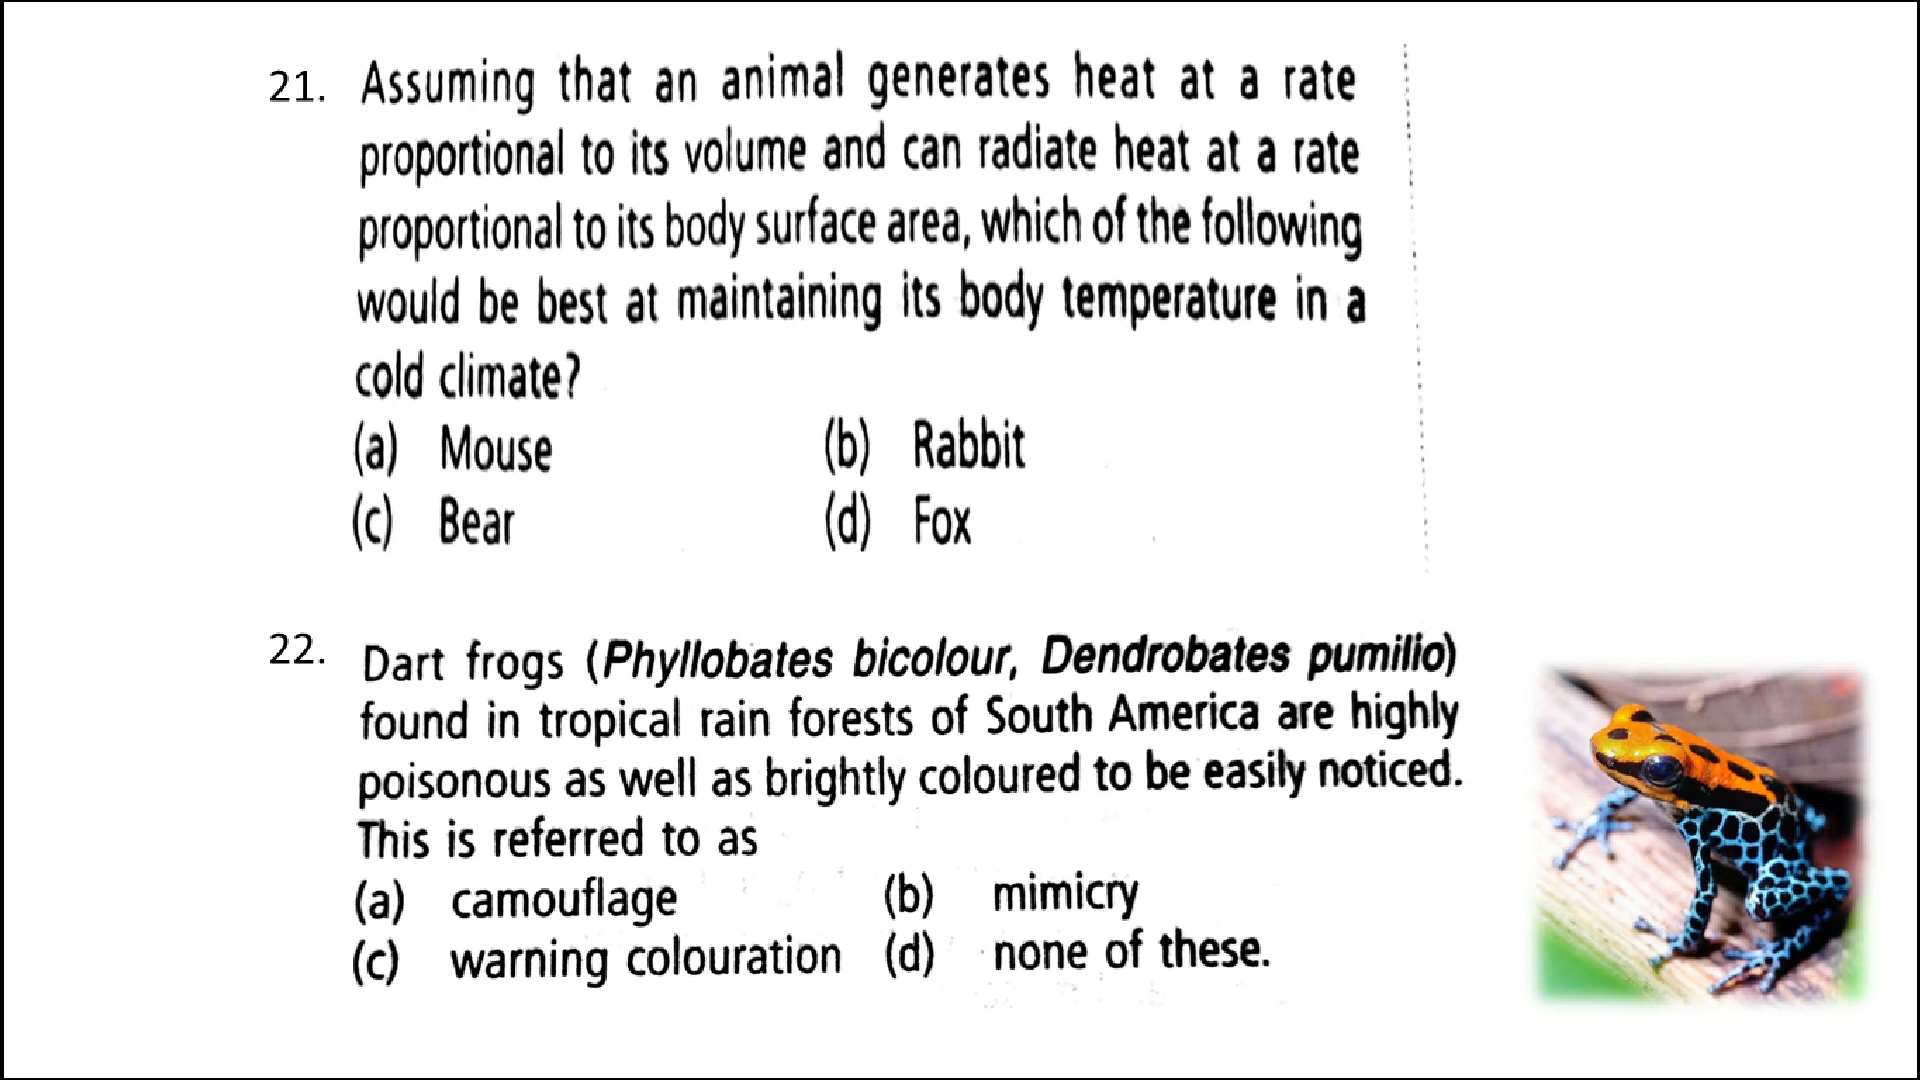 21. Assuming that an animal generates heat at a rate
proportional to its volume and can radiate heat at a rate
proportional to its body surface area, which of the following
would be best at maintaining its body temperature in a
cold climate?
(a) Mouse (b) Rabbit
(c) Bear (d) Fox
22. Dart frogs (Phyllobates bicolour, Dendrobates pumilio)
found in tropical rain forests of South America are highly
poisonous as well as brightly coloured to be easily noticed.
This is referred to as
(a) camouflage (b) mimicry
(c) warning colouration (d) none of these.